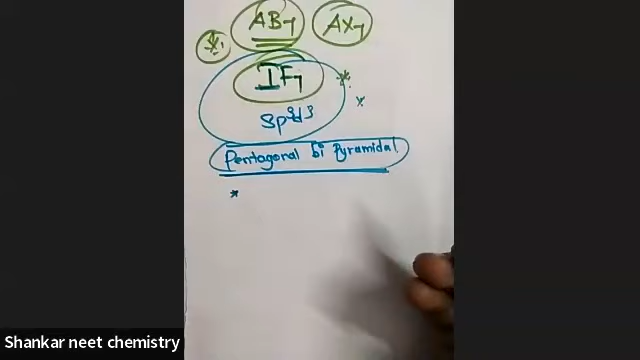 AB7 AX7
IF7
Sp3d3
Pentagonal bi Pyramidal
Shankar neet chemistry